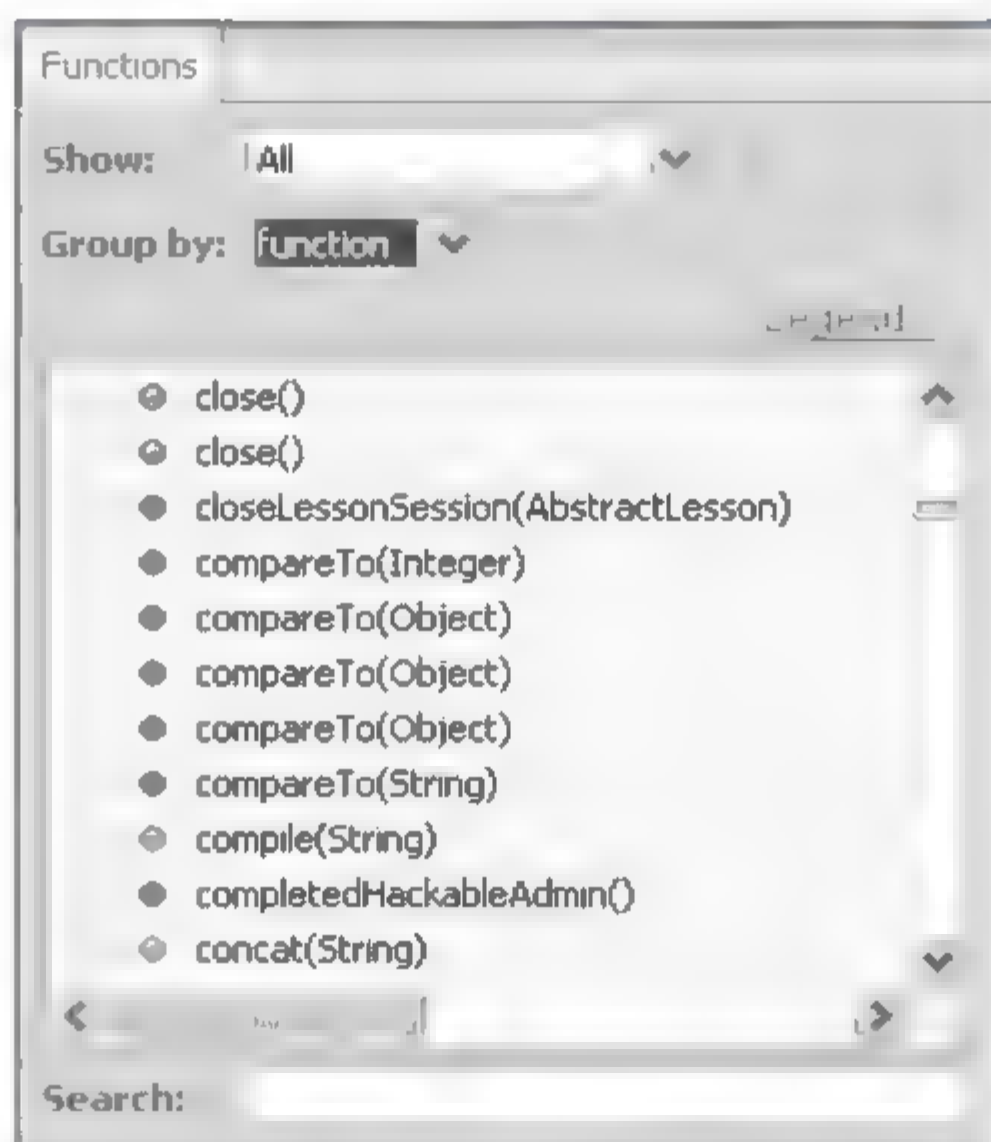 Functions
Show: All
Group by: function
close()
close()
closeLessonSession(AbstractLesson)
compareTo(Integer)
compareTo(Object)
compareTo(Object)
compareTo(Object)
compareTo(String)
compile(String)
completedHackableAdmin()
concat(String)
Search: